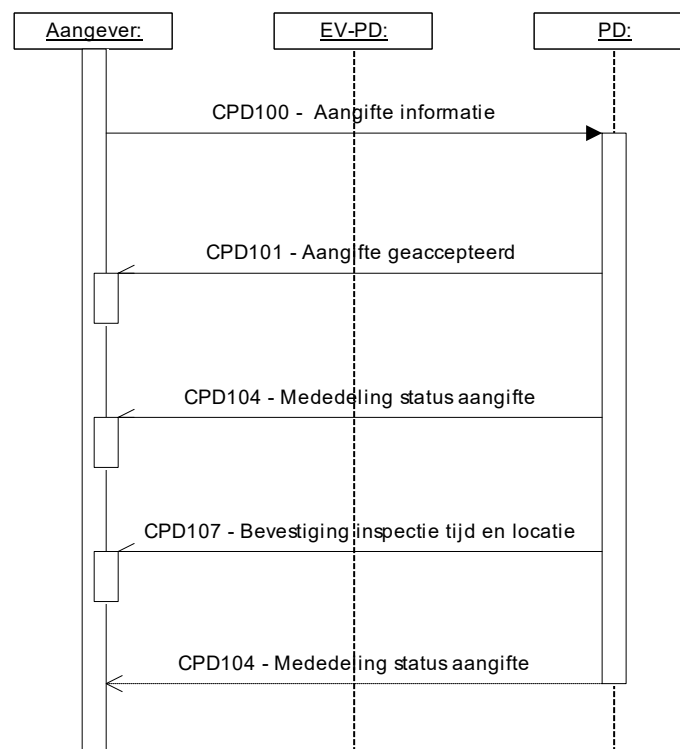 Aangever:
EV-PD:
PD:
CPD100 - Aangifte informatie
CPD101 - Aangifte geaccepteerd
CPD104 - Mededeling status aangifte
CPD107 - Bevestiging inspectie tijd en locatie
CPD104 - Mededeling status aangifte